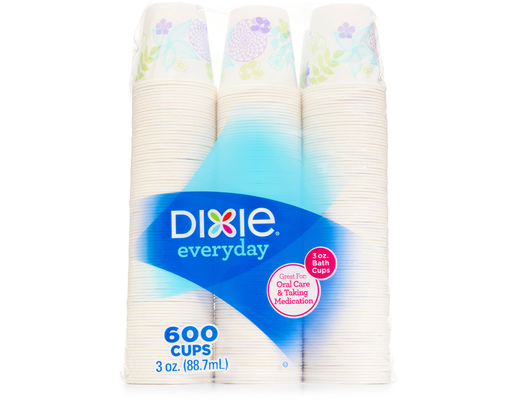 DIXIE®
everyday
3 oz.
Bath
Cups
Great For:
Oral Care
& Taking
Medication
600
CUPS
3 oz. (88.7mL)